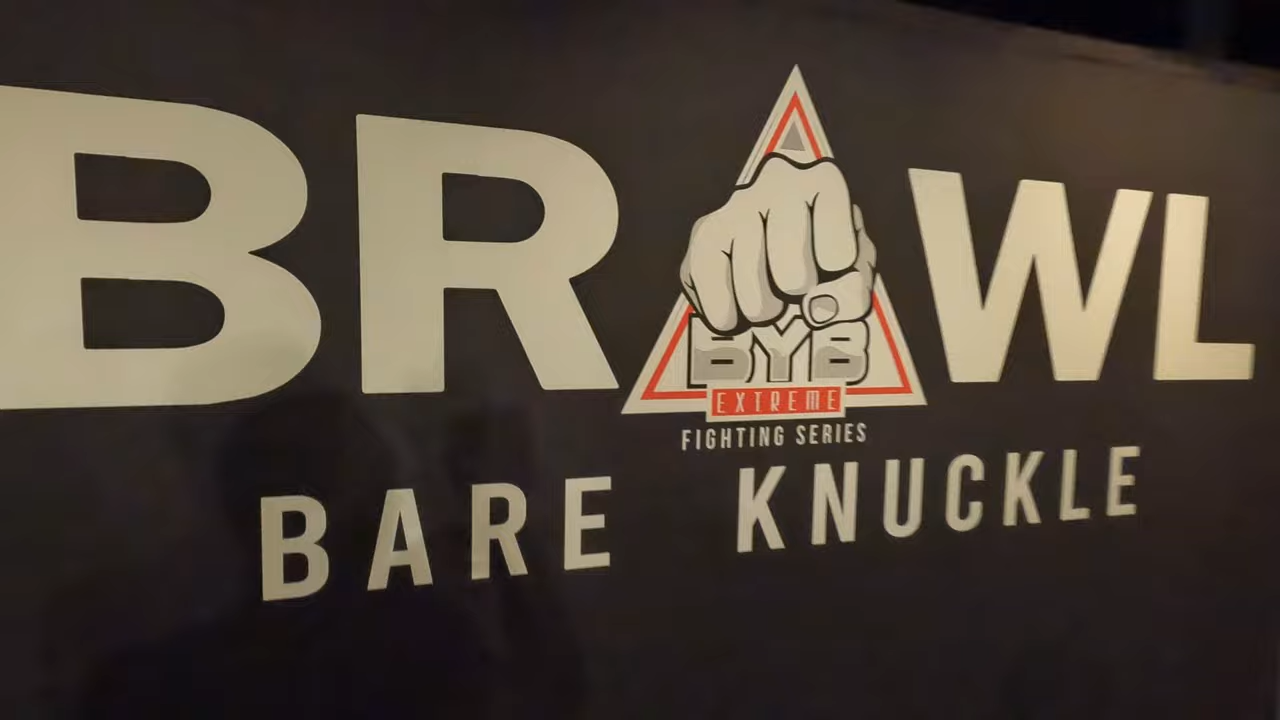 BRAWL
BYB
EXTREME
FIGHTING SERIES
BARE KNUCKLE